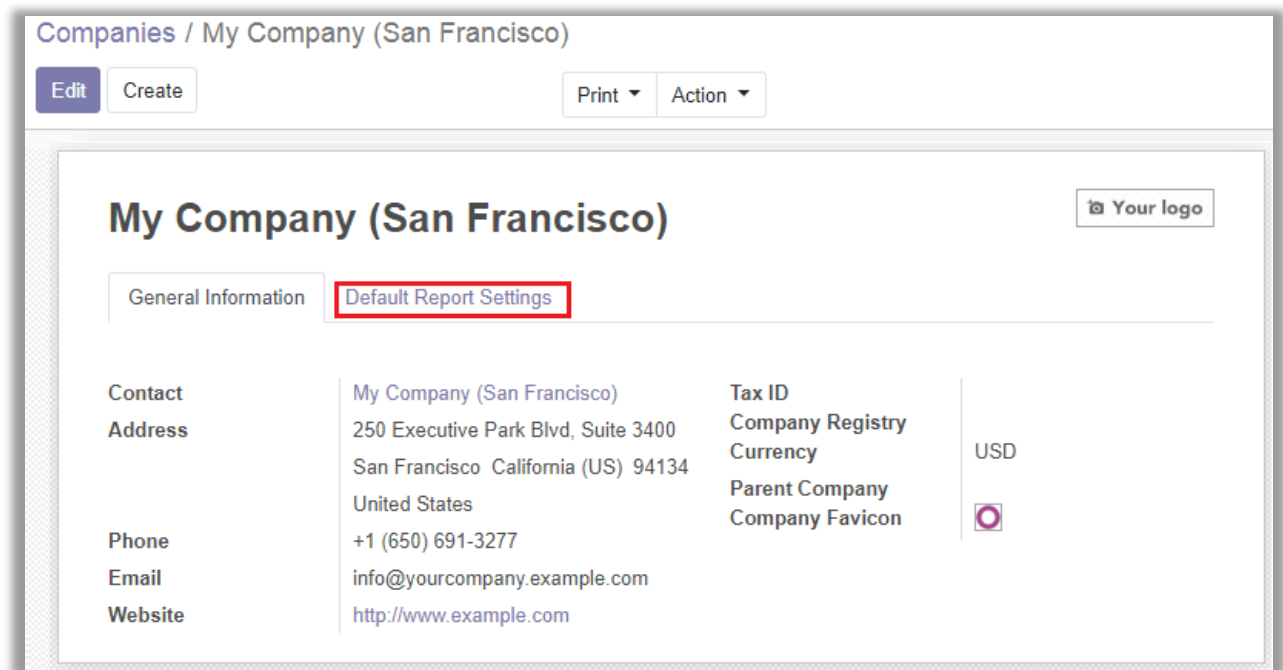 Companies / My Company (San Francisco)
Edit Create Print Action
My Company (San Francisco)
Your logo
General Information Default Report Settings
Contact My Company (San Francisco)
Address 250 Executive Park Blvd, Suite 3400
San Francisco California (US) 94134
United States
Phone +1 (650) 691-3277
Email info@yourcompany.example.com
Website http://www.example.com
Tax ID
Company Registry
Currency USD
Parent Company
Company Favicon